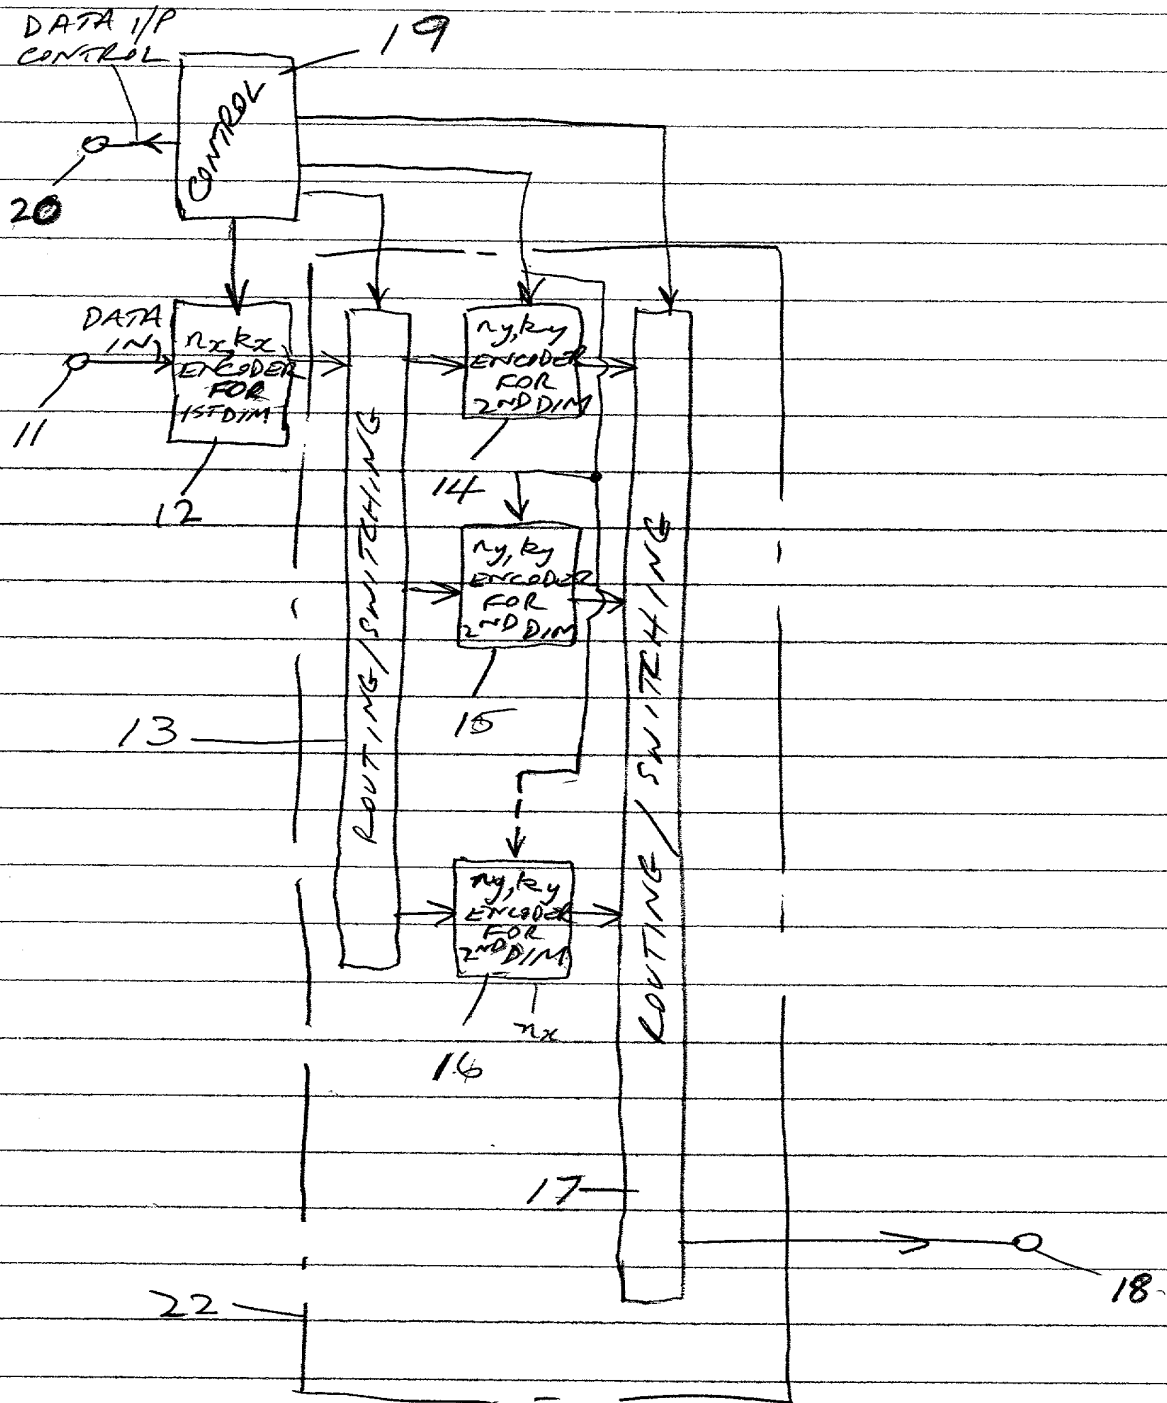 DATA I/P
CONTROL
19
CONTROL
20
DATA
IN
nx,kx
ENCODER
FOR
1ST DIM
11
12
ny,ky
ENCODER
FOR
2ND DIM
14
ROUTING/SWITCHING
13
ny,ky
ENCODER
FOR
2ND DIM
15
ROUTING/SWITCHING
ny,ky
ENCODER
FOR
2ND DIM
nx
16
17
18
22